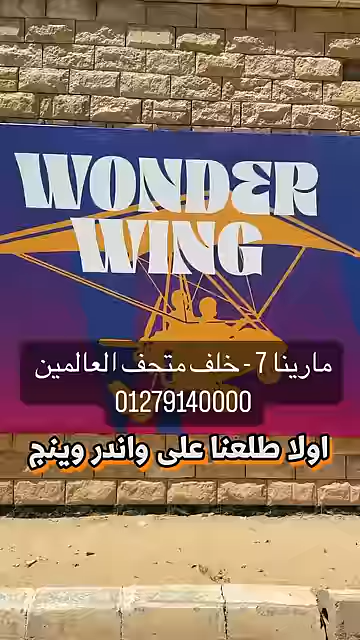 WONDER
WING
مارينا 7 - خلف متحف العالمين
01279140000
اولا طلعنا على واندر وينج